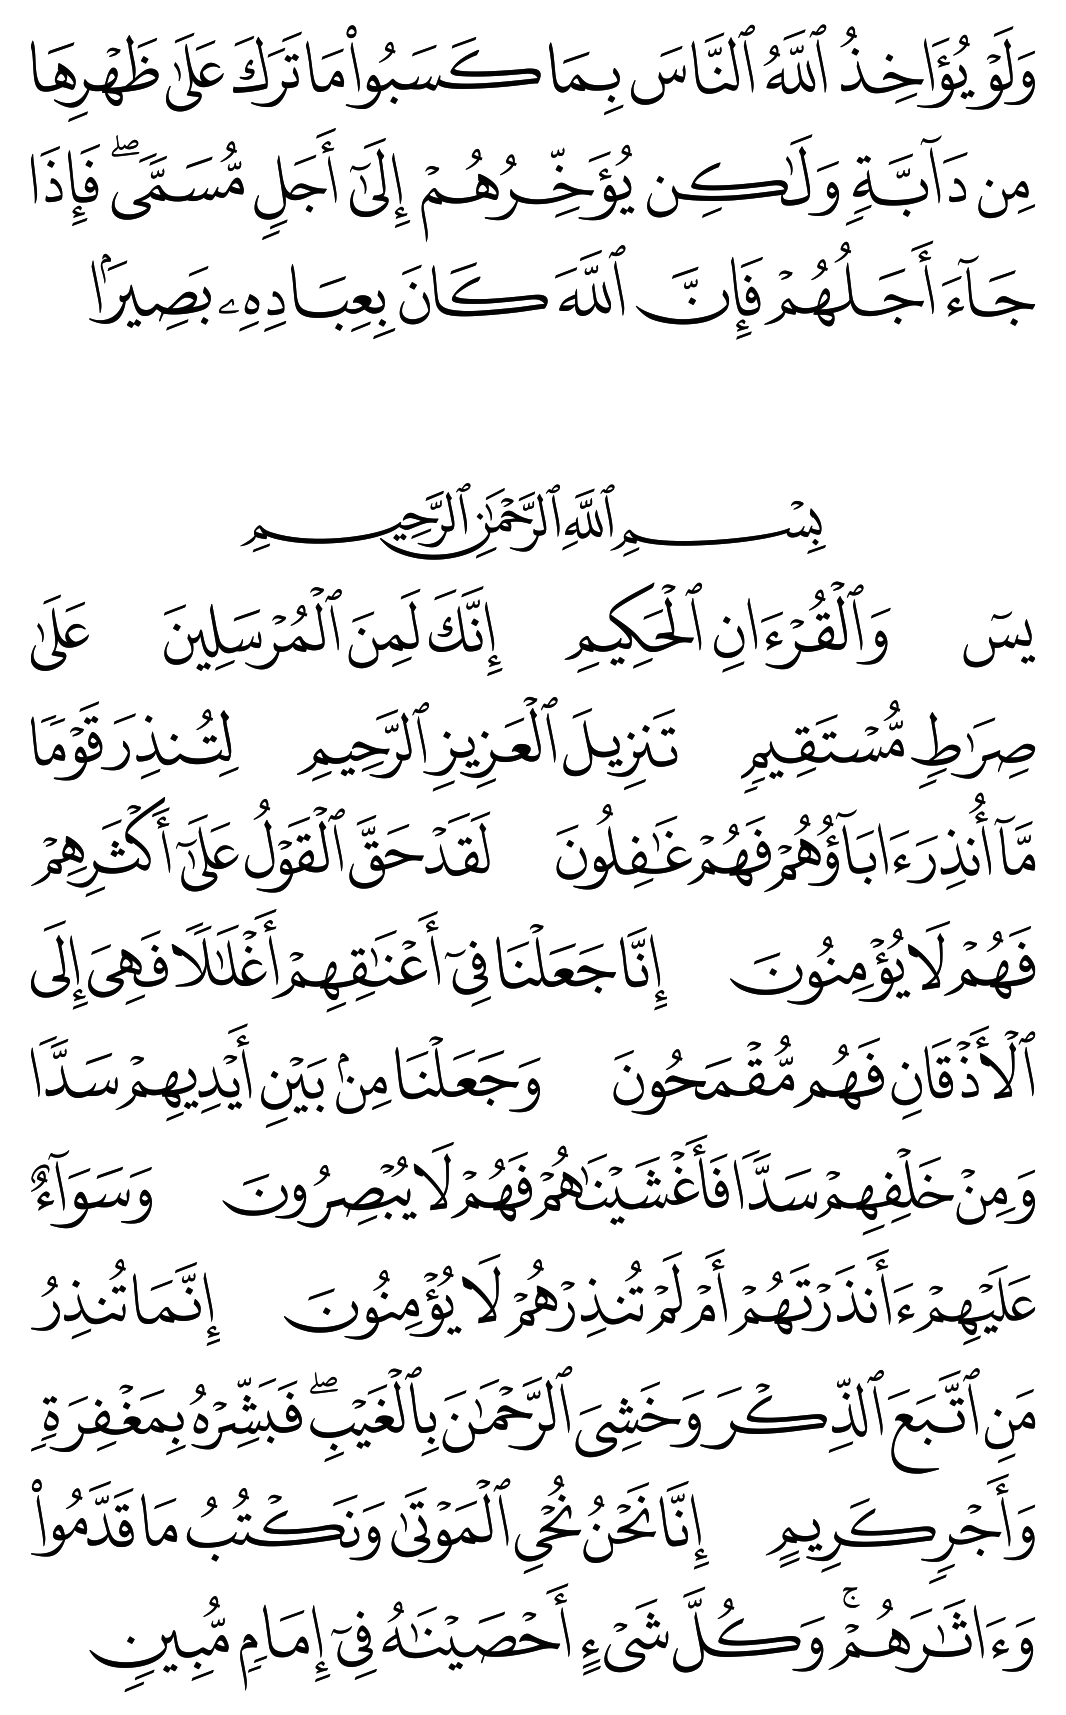 وَلَوۡ يُؤَاخِذُ ٱللَّهُ ٱلنَّاسَ بِمَا كَسَبُواْ مَا تَرَكَ عَلَىٰ ظَهۡرِهَا
مِن دَآبَّةٖ وَلَٰكِن يُؤَخِّرُهُمۡ إِلَىٰٓ أَجَلٖ مُّسَمّٗىۖ فَإِذَا
جَآءَ أَجَلُهُمۡ فَإِنَّ ٱللَّهَ كَانَ بِعِبَادِهِۦ بَصِيرَۢا
بِسۡمِ ٱللَّهِ ٱلرَّحۡمَٰنِ ٱلرَّحِيمِ
يسٓ وَٱلۡقُرۡءَانِ ٱلۡحَكِيمِ إِنَّكَ لَمِنَ ٱلۡمُرۡسَلِينَ عَلَىٰ
صِرَٰطٖ مُّسۡتَقِيمٖ تَنزِيلَ ٱلۡعَزِيزِ ٱلرَّحِيمِ لِتُنذِرَ قَوۡمٗا
مَّآ أُنذِرَ ءَابَآؤُهُمۡ فَهُمۡ غَٰفِلُونَ لَقَدۡ حَقَّ ٱلۡقَوۡلُ عَلَىٰٓ أَكۡثَرِهِمۡ
فَهُمۡ لَا يُؤۡمِنُونَ إِنَّا جَعَلۡنَا فِيٓ أَعۡنَٰقِهِمۡ أَغۡلَٰلٗا فَهِيَ إِلَى
ٱلۡأَذۡقَانِ فَهُم مُّقۡمَحُونَ وَجَعَلۡنَا مِنۢ بَيۡنِ أَيۡدِيهِمۡ سَدّٗا
وَمِنۡ خَلۡفِهِمۡ سَدّٗا فَأَغۡشَيۡنَٰهُمۡ فَهُمۡ لَا يُبۡصِرُونَ وَسَوَآءٌ
عَلَيۡهِمۡ ءَأَنذَرۡتَهُمۡ أَمۡ لَمۡ تُنذِرۡهُمۡ لَا يُؤۡمِنُونَ إِنَّمَا تُنذِرُ
مَنِ ٱتَّبَعَ ٱلذِّكۡرَ وَخَشِيَ ٱلرَّحۡمَٰنَ بِٱلۡغَيۡبِۖ فَبَشِّرۡهُ بِمَغۡفِرَةٖ
وَأَجۡرٖ كَرِيمٍ إِنَّا نَحۡنُ نُحۡيِ ٱلۡمَوۡتَىٰ وَنَكۡتُبُ مَا قَدَّمُواْ
وَءَاثَٰرَهُمۡۚ وَكُلَّ شَيۡءٍ أَحۡصَيۡنَٰهُ فِيٓ إِمَامٖ مُّبِينٖ